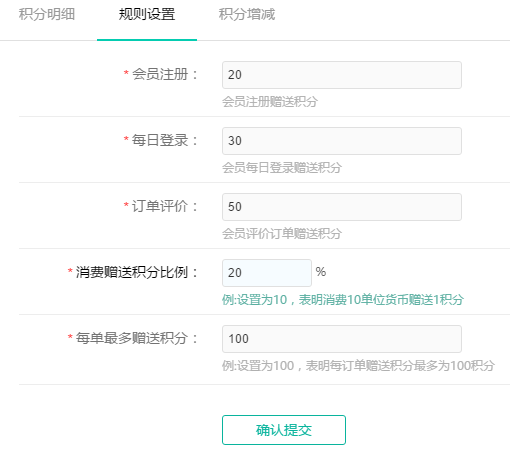 积分明细 规则设置 积分增减
* 会员注册： 20
会员注册赠送积分
* 每日登录： 30
会员每日登录赠送积分
* 订单评价： 50
会员评价订单赠送积分
* 消费赠送积分比例： 20 %
例:设置为10，表明消费10单位货币赠送1积分
* 每单最多赠送积分： 100
例:设置为100，表明每订单赠送积分最多为100积分
确认提交